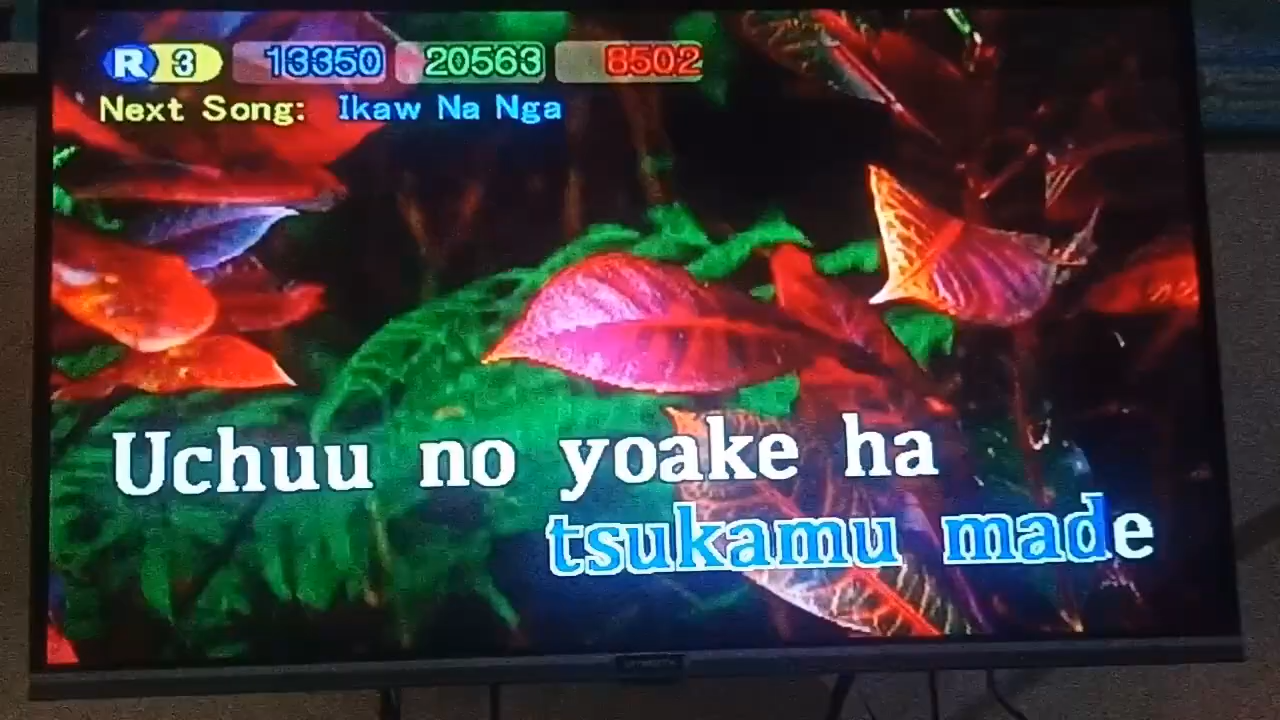 R 3 13350 20563 8502
Next Song: Ikaw Na Nga
Uchuu no yoake ha
tsukamu made